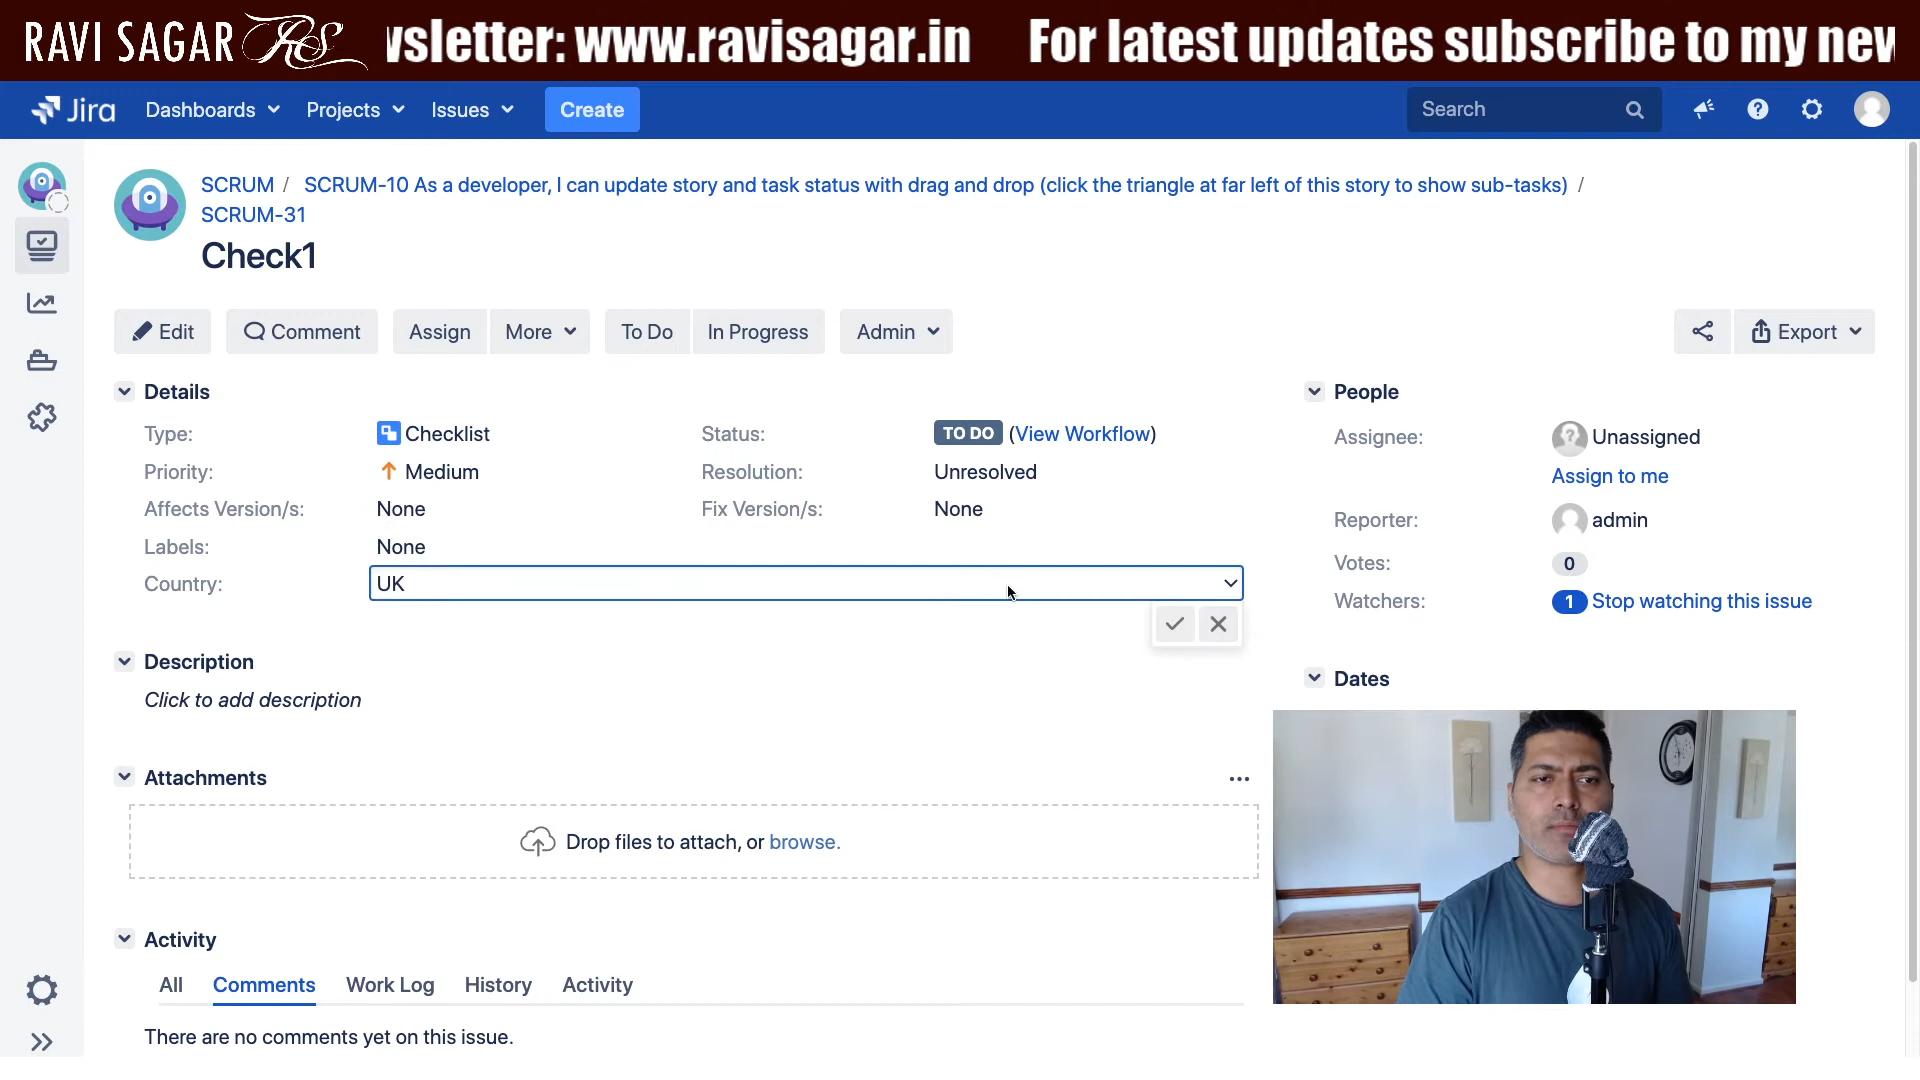 RAVI SAGAR RS vsletter: www.ravisagar.in For latest updates subscribe to my nev
Jira Dashboards Projects Issues Create Search
SCRUM / SCRUM-10 As a developer, I can update story and task status with drag and drop (click the triangle at far left of this story to show sub-tasks) /
SCRUM-31
Check1
Edit Comment Assign More To Do In Progress Admin Export
Details
Type: Checklist Status: TO DO (View Workflow)
Priority: Medium Resolution: Unresolved
Affects Version/s: None Fix Version/s: None
Labels: None
Country: UK
People
Assignee: Unassigned
Assign to me
Reporter: admin
Votes: 0
Watchers: 1 Stop watching this issue
Dates
Description
Click to add description
Attachments
Drop files to attach, or browse.
Activity
All Comments Work Log History Activity
There are no comments yet on this issue.